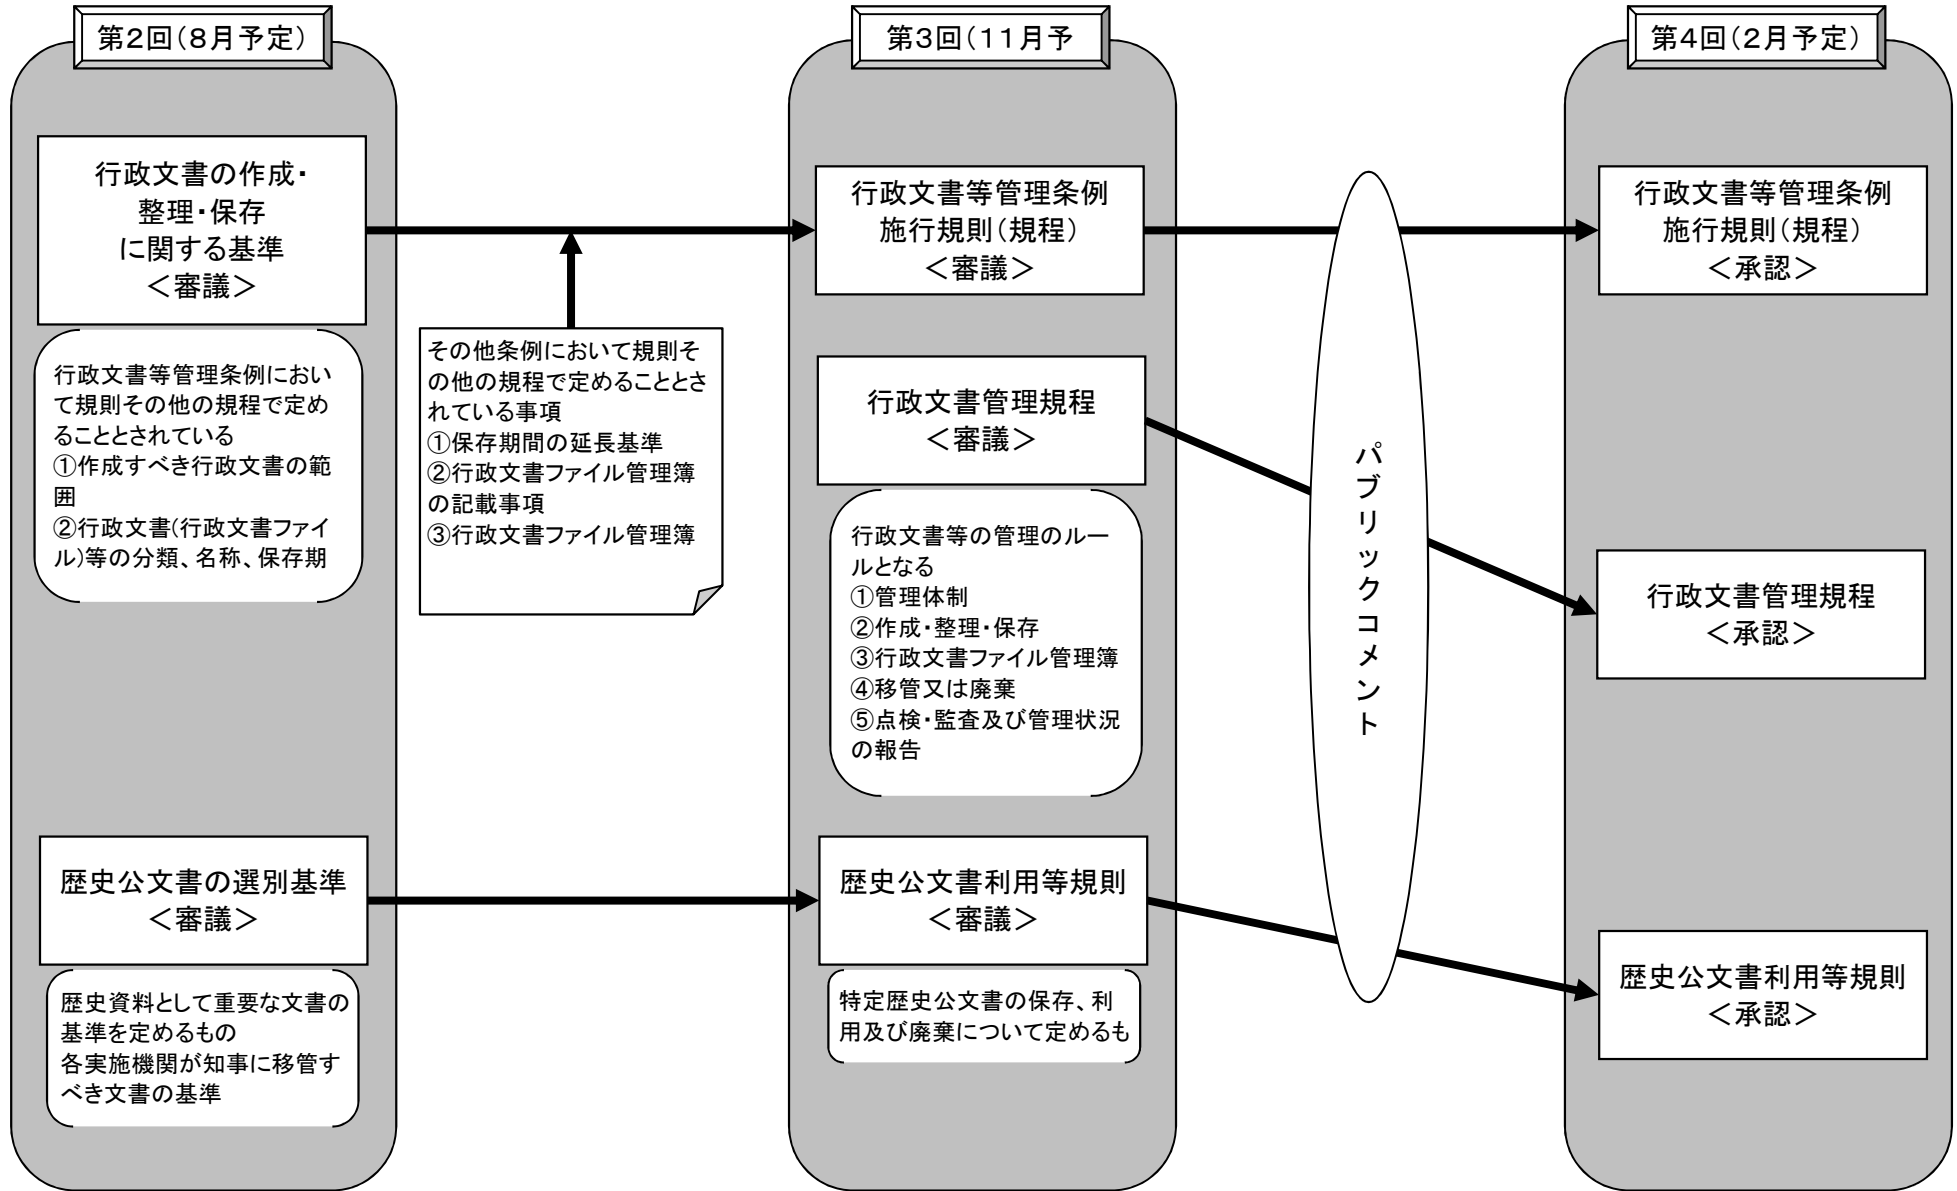 第2回(8月予定)
行政文書の作成・
整理・保存
に関する基準
＜審議＞
行政文書等管理条例におい
て規則その他の規程で定め
ることとされている
①作成すべき行政文書の範
囲
②行政文書(行政文書ファイ
ル)等の分類、名称、保存期
歴史公文書の選別基準
＜審議＞
歴史資料として重要な文書の
基準を定めるもの
各実施機関が知事に移管す
べき文書の基準
その他条例において規則そ
の他の規程で定めることとさ
れている事項
①保存期間の延長基準
②行政文書ファイル管理簿
の記載事項
③行政文書ファイル管理簿
第3回(11月予
行政文書等管理条例
施行規則(規程)
＜審議＞
行政文書管理規程
＜審議＞
行政文書等の管理のルー
ルとなる
①管理体制
②作成・整理・保存
③行政文書ファイル管理簿
④移管又は廃棄
⑤点検・監査及び管理状況
の報告
歴史公文書利用等規則
＜審議＞
特定歴史公文書の保存、利
用及び廃棄について定めるも
パブリックコメント
第4回(2月予定)
行政文書等管理条例
施行規則(規程)
＜承認＞
行政文書管理規程
＜承認＞
歴史公文書利用等規則
＜承認＞